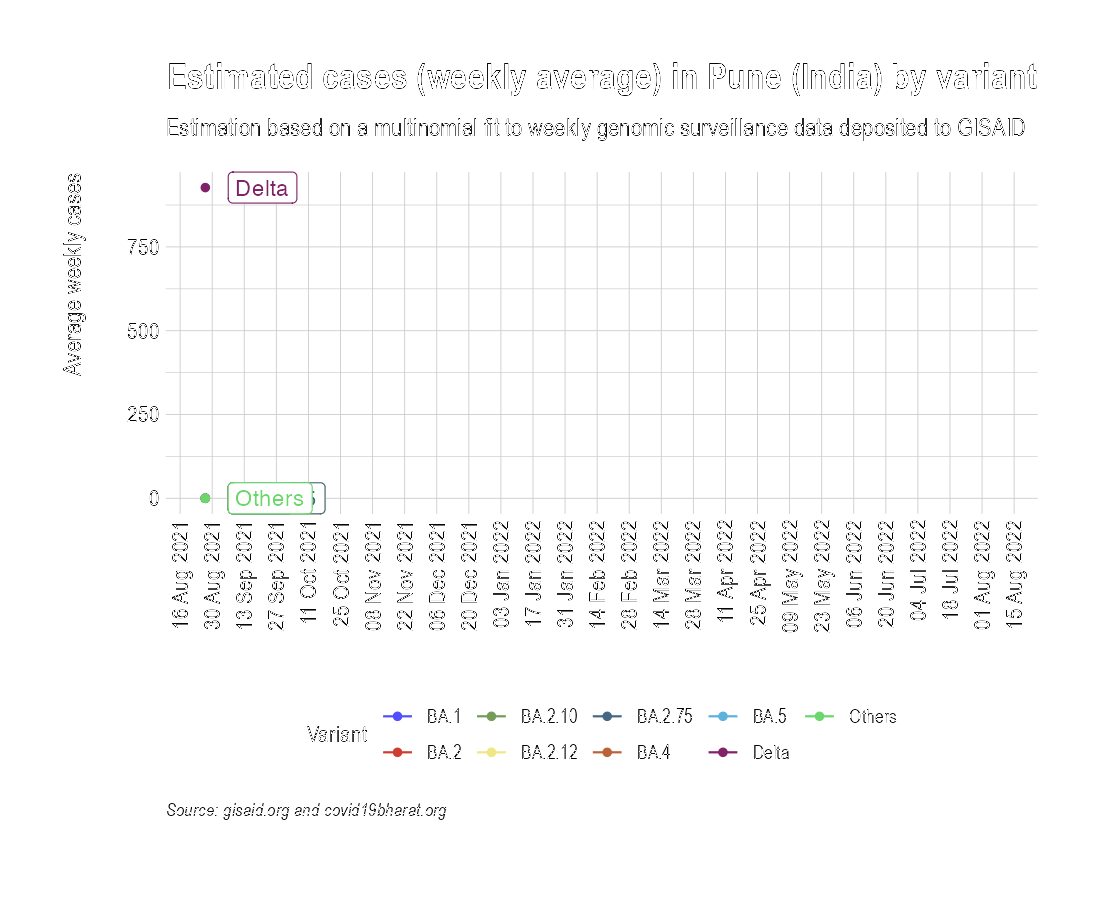 Estimated cases (weekly average) in Pune (India) by variant
Estimation based on a multinomial fit to weekly genomic surveillance data deposited to GISAID
Average weekly cases
Delta
750
500
250
0
Others
16 Aug 2021
30 Aug 2021
13 Sep 2021
27 Sep 2021
11 Oct 2021
25 Oct 2021
08 Nov 2021
22 Nov 2021
06 Dec 2021
20 Dec 2021
03 Jan 2022
17 Jan 2022
31 Jan 2022
14 Feb 2022
28 Feb 2022
14 Mar 2022
28 Mar 2022
11 Apr 2022
25 Apr 2022
09 May 2022
23 May 2022
06 Jun 2022
20 Jun 2022
04 Jul 2022
18 Jul 2022
01 Aug 2022
15 Aug 2022
Variant
BA.1 BA.2.10 BA.2.75 BA.5 Others
BA.2 BA.2.12 BA.4 Delta
Source: gisaid.org and covid19bharat.org